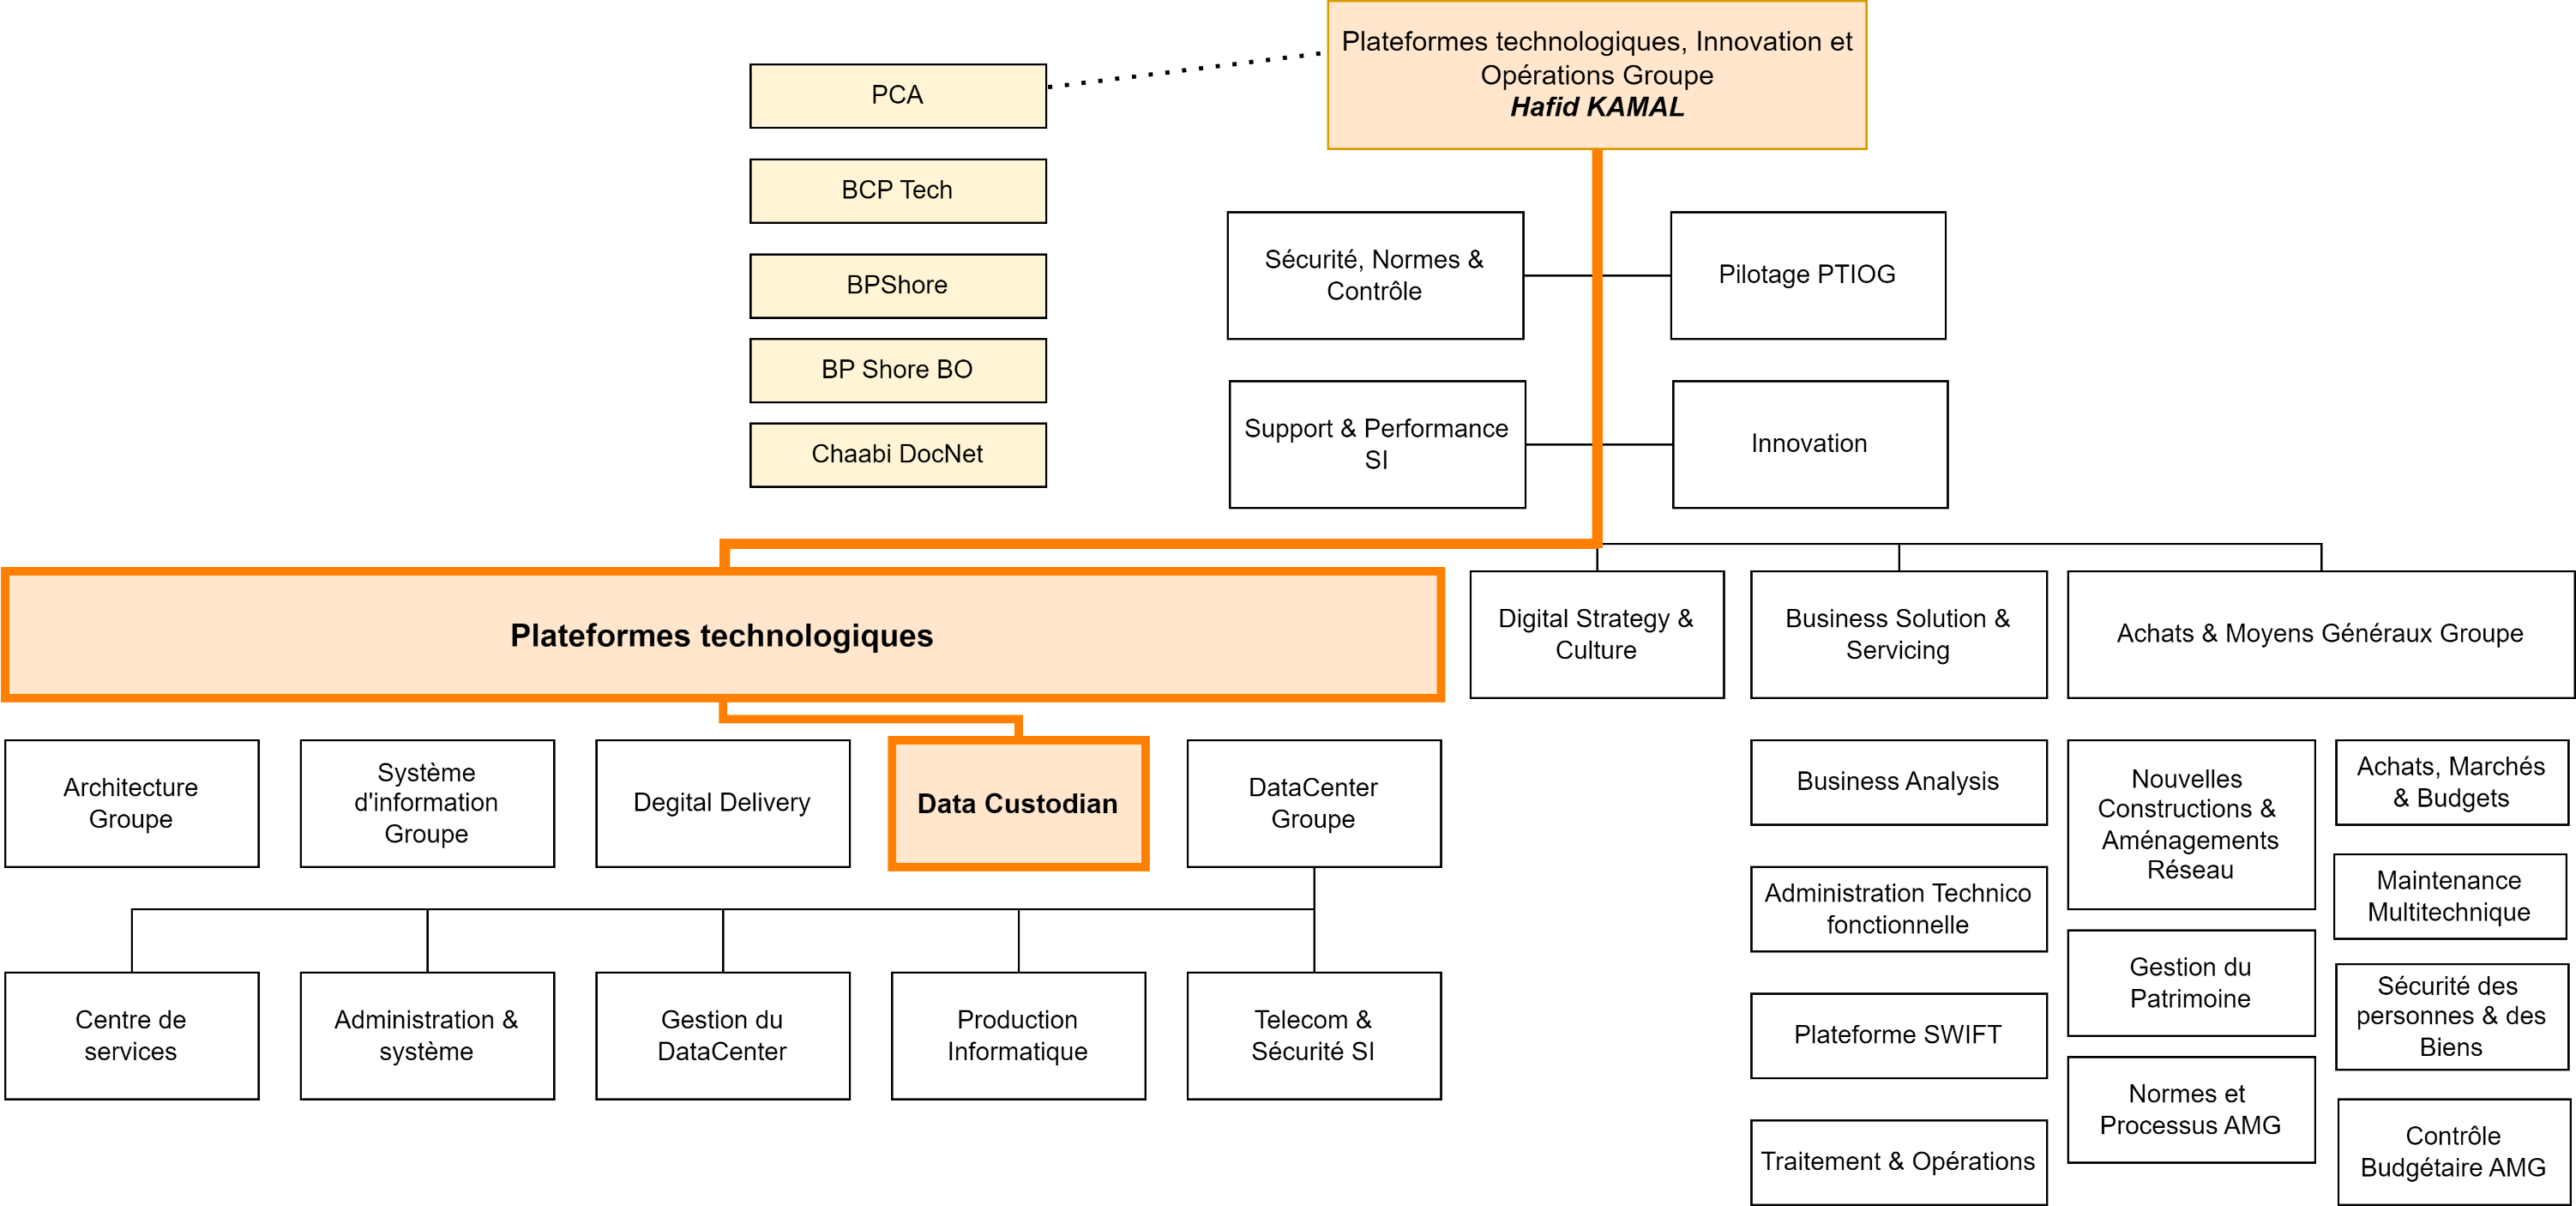 Plateformes technologiques, Innovation et
Opérations Groupe
Hafid KAMAL
PCA
BCP Tech
BPShore
BP Shore BO
Chaabi DocNet
Sécurité, Normes &
Contrôle
Pilotage PTIOG
Support & Performance
SI
Innovation
Plateformes technologiques
Digital Strategy &
Culture
Business Solution &
Servicing
Achats & Moyens Généraux Groupe
Architecture
Groupe
Système
d'information
Groupe
Degital Delivery
Data Custodian
DataCenter
Groupe
Centre de
services
Administration &
système
Gestion du
DataCenter
Production
Informatique
Telecom &
Sécurité SI
Business Analysis
Administration Technico
fonctionnelle
Plateforme SWIFT
Traitement & Opérations
Nouvelles
Constructions &
Aménagements
Réseau
Gestion du
Patrimoine
Normes et
Processus AMG
Achats, Marchés
& Budgets
Maintenance
Multitechnique
Sécurité des
personnes & des
Biens
Contrôle
Budgétaire AMG